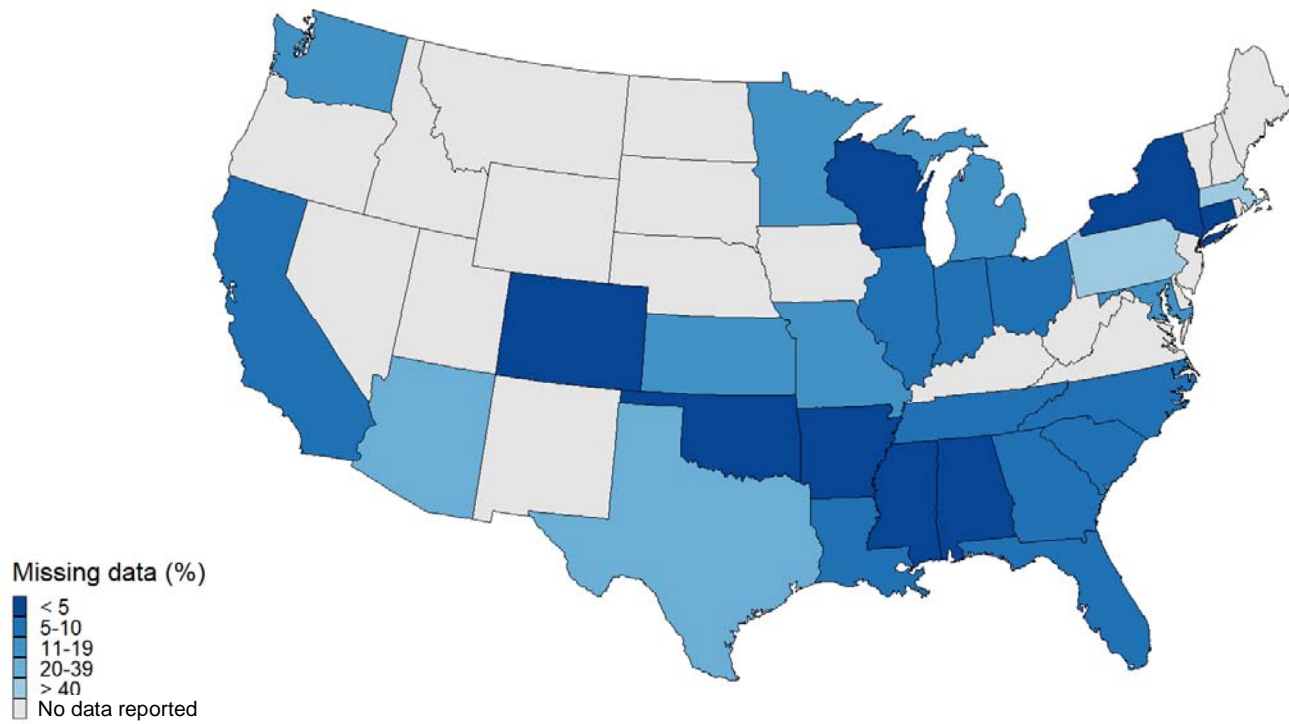 Missing data (%)
< 5
5-10
11-19
20-39
> 40
No data reported